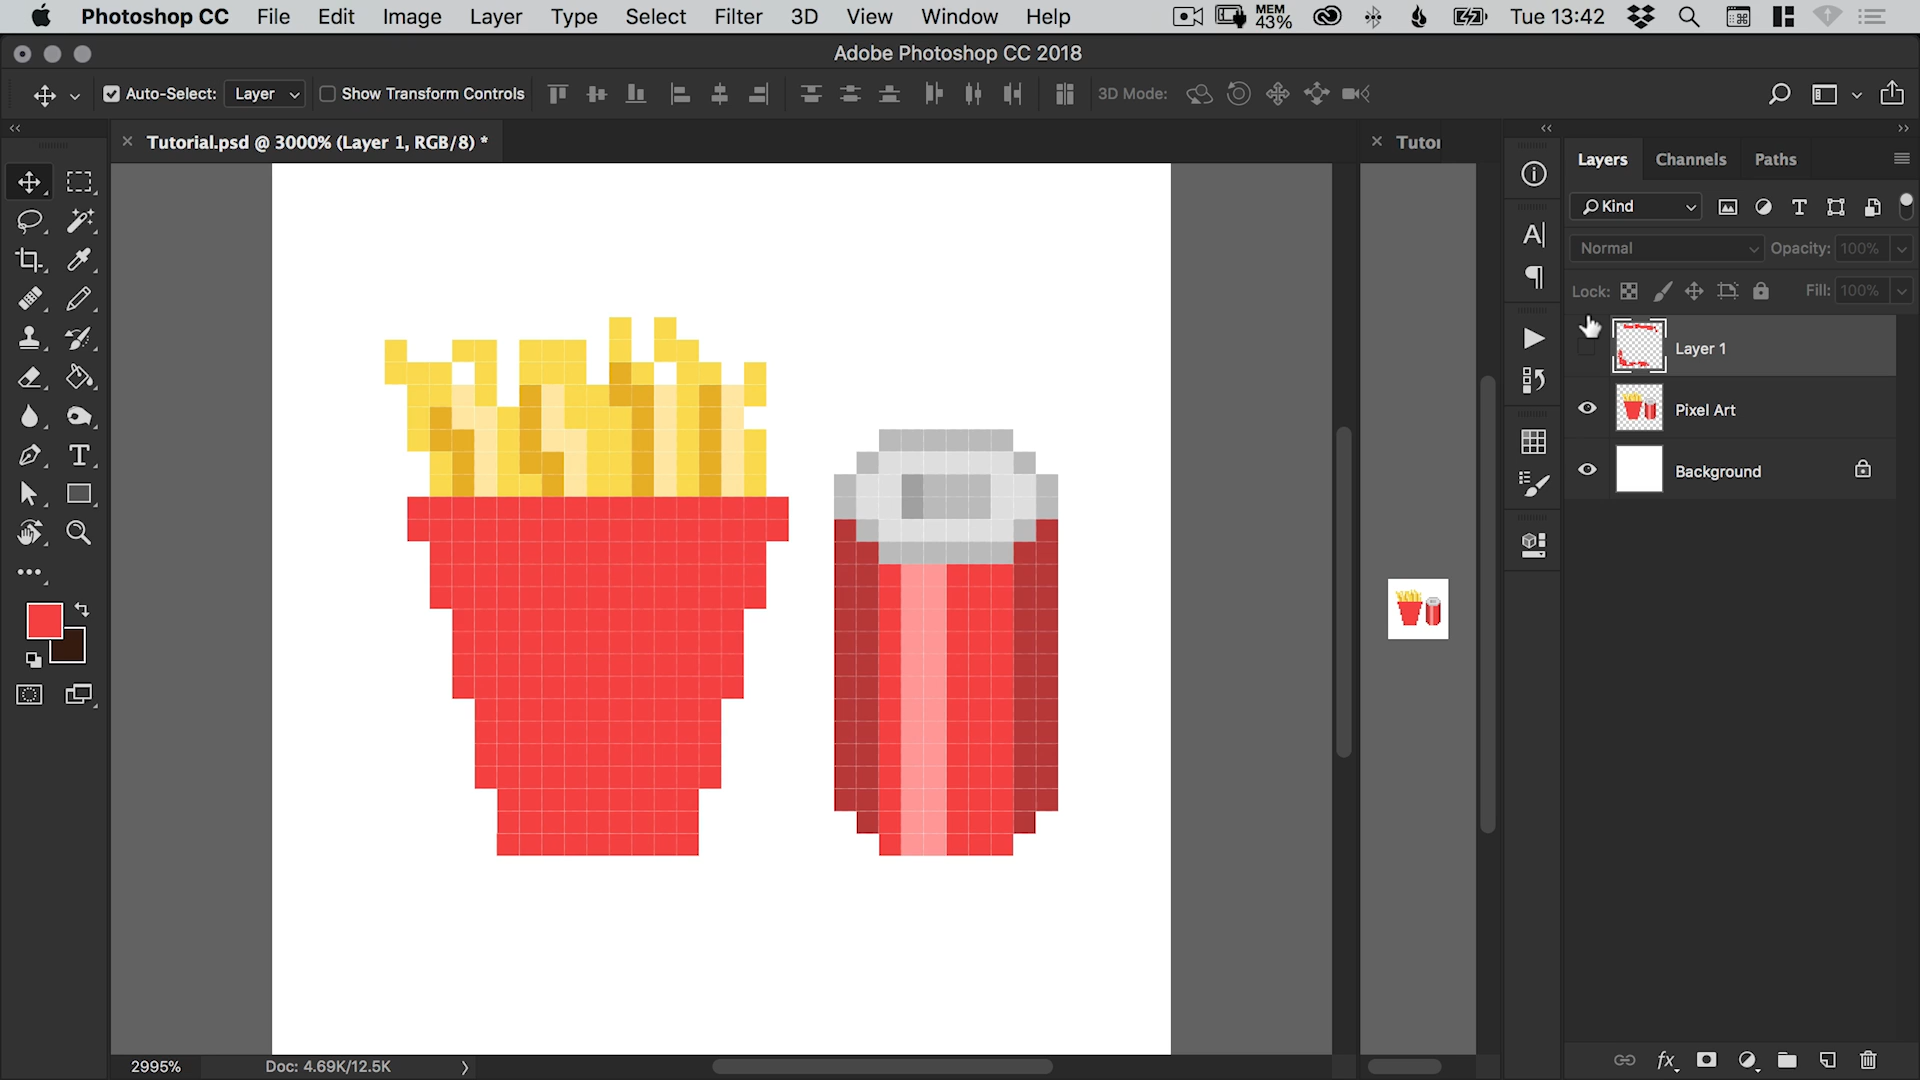 Photoshop CC File Edit Image Layer Type Select Filter 3D View Window Help MEM 43% Tue 13:42
Adobe Photoshop CC 2018
Auto-Select: Layer Show Transform Controls 3D Mode:
Tutorial.psd @ 3000% (Layer 1, RGB/8) *
Tutor
Layers Channels Paths
Kind
Normal Opacity: 100%
Lock: Fill: 100%
Layer 1
Pixel Art
Background
2995% Doc: 4.69K/12.5K